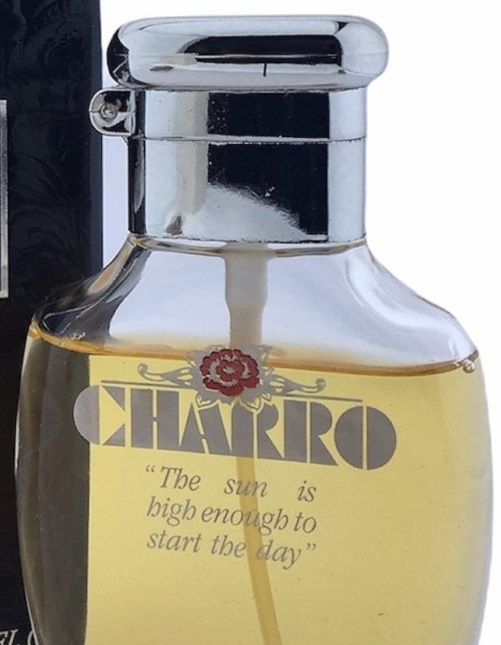 CHARRO
“The sun is
high enough to
start the day”